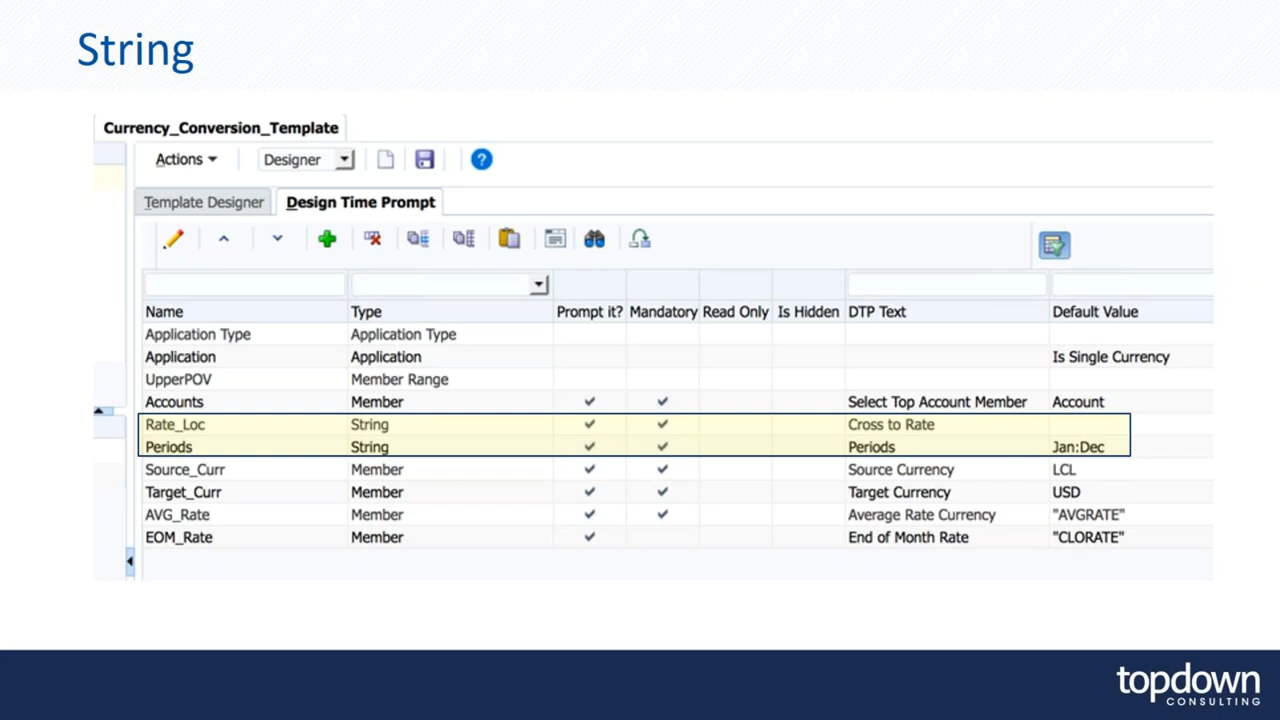 String
Currency_Conversion_Template
Actions Designer
Template Designer Design Time Prompt
Name Type Prompt it? Mandatory Read Only Is Hidden DTP Text Default Value
Application Type Application Type
Application Application Is Single Currency
UpperPOV Member Range
Accounts Member Select Top Account Member Account
Rate_Loc String Cross to Rate
Periods String Periods Jan:Dec
Source_Curr Member Source Currency LCL
Target_Curr Member Target Currency USD
AVG_Rate Member Average Rate Currency "AVGRATE"
EOM_Rate Member End of Month Rate "CLORATE"
topdown
CONSULTING